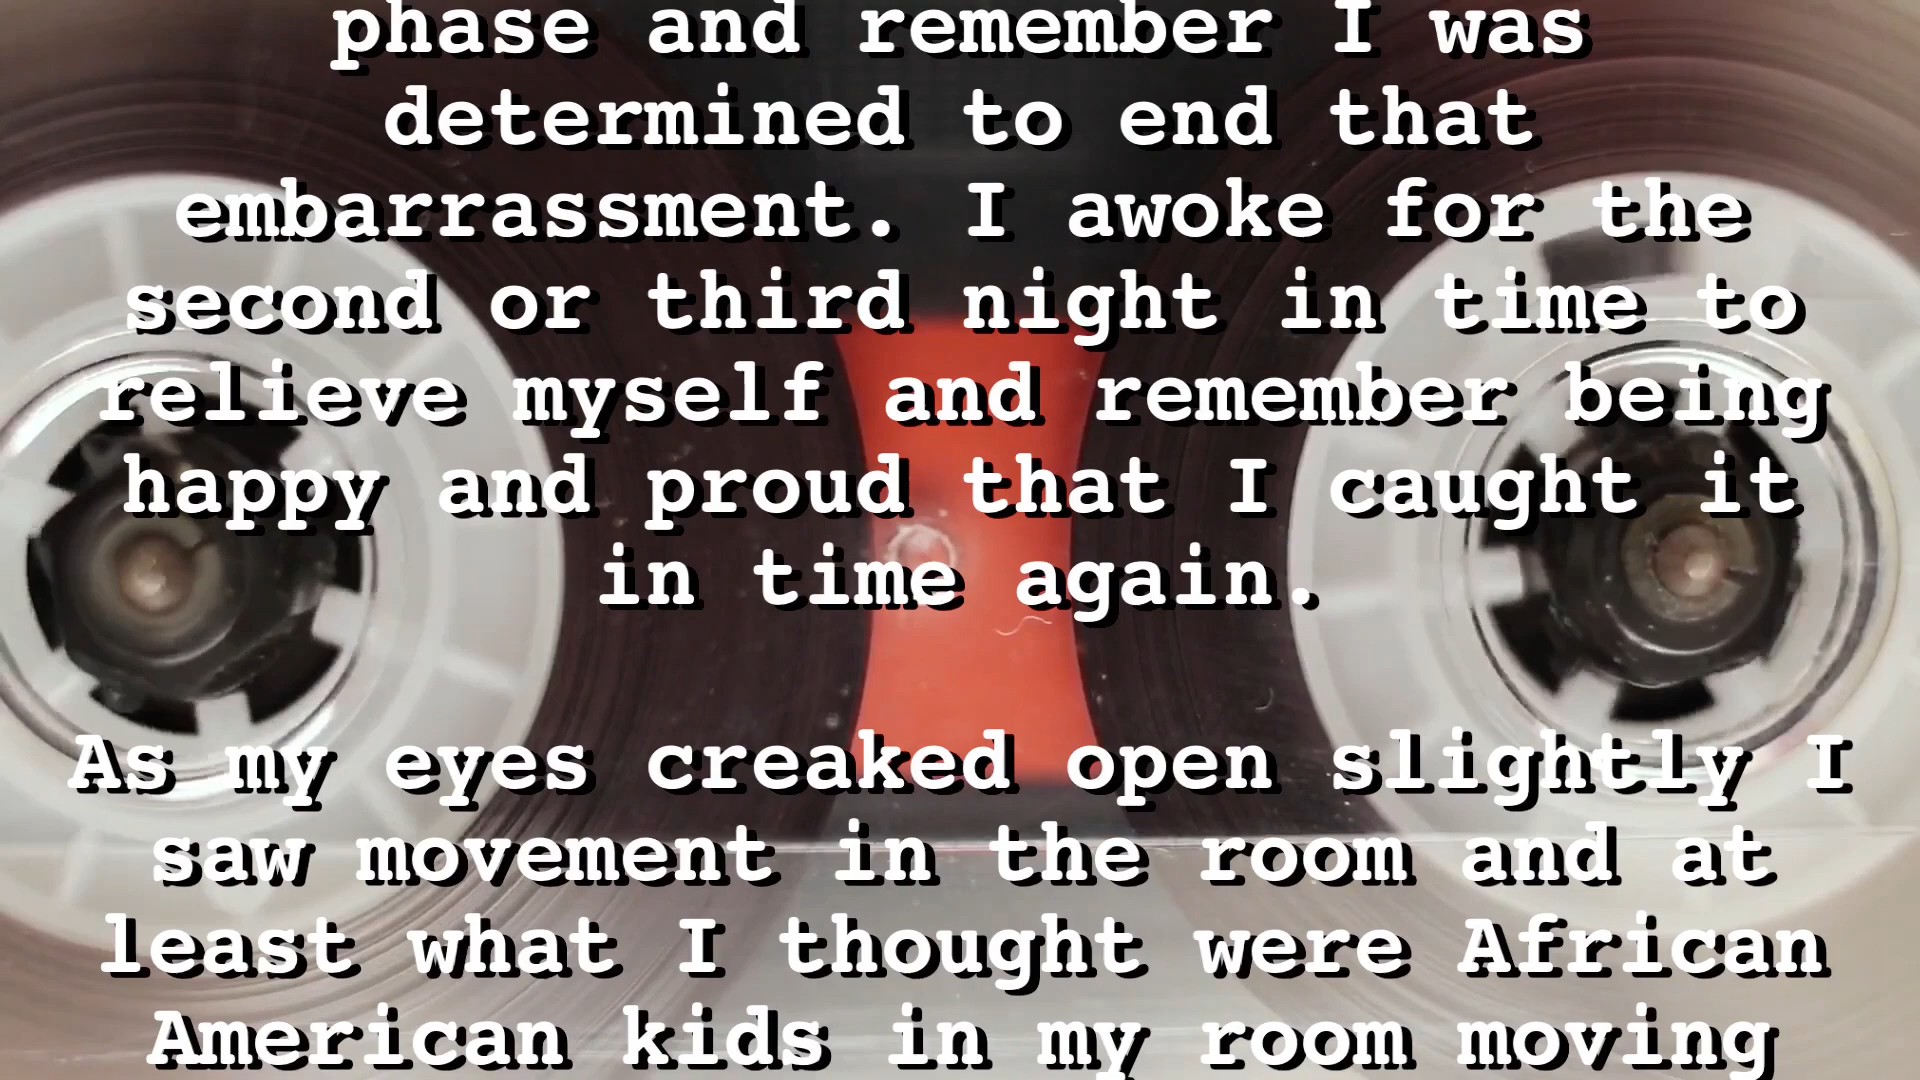 phase and remember I was
determined to end that
embarrassment. I awoke for the
second or third night in time to
relieve myself and remember being
happy and proud that I caught it
in time again.
As my eyes creaked open slightly I
saw movement in the room and at
least what I thought were African
American kids in my room moving